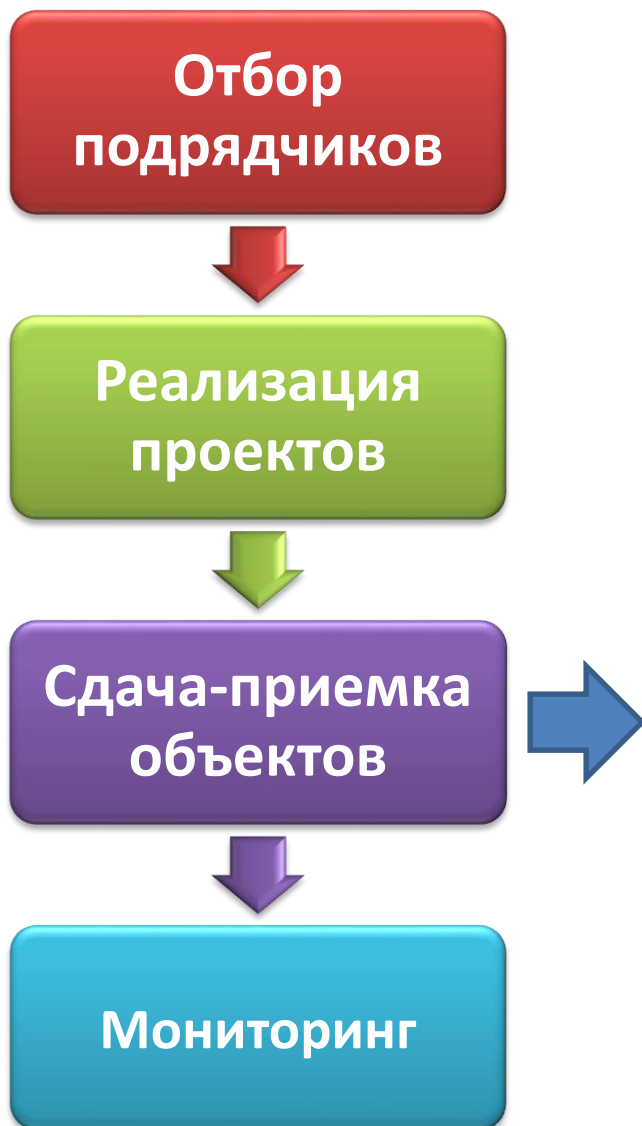 Отбор
подрядчиков
Реализация
проектов
Сдача-приемка
объектов
Мониторинг